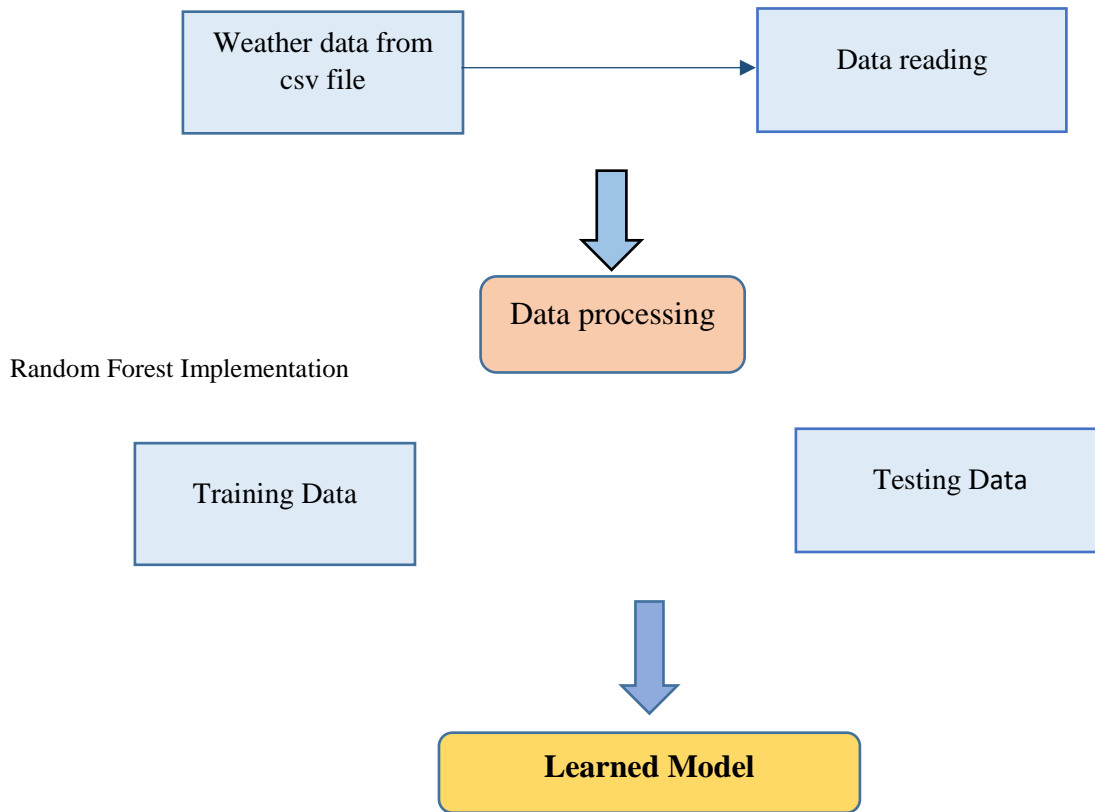 Weather data from
csv file
Data reading
Data processing
Random Forest Implementation
Training Data
Testing Data
Learned Model